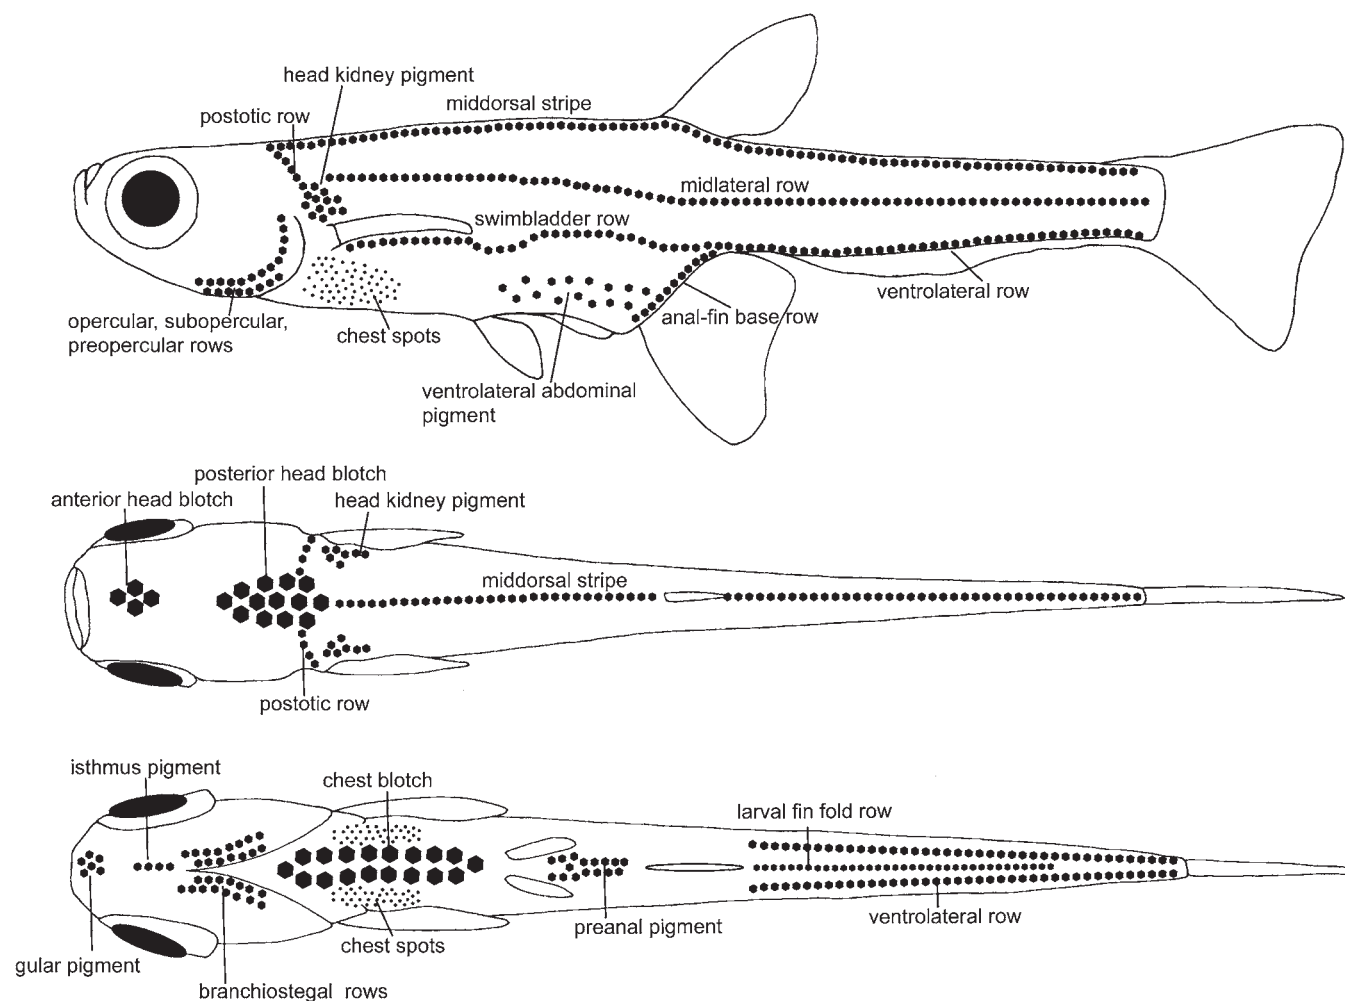 head kidney pigment
middorsal stripe
postotic row
midlateral row
swimbladder row
ventrolateral row
anal-fin base row
opercular, subopercular,
preopercular rows
chest spots
ventrolateral abdominal
pigment
posterior head blotch
anterior head blotch
head kidney pigment
middorsal stripe
postotic row
isthmus pigment
chest blotch
larval fin fold row
ventrolateral row
preanal pigment
chest spots
gular pigment
branchiostegal rows